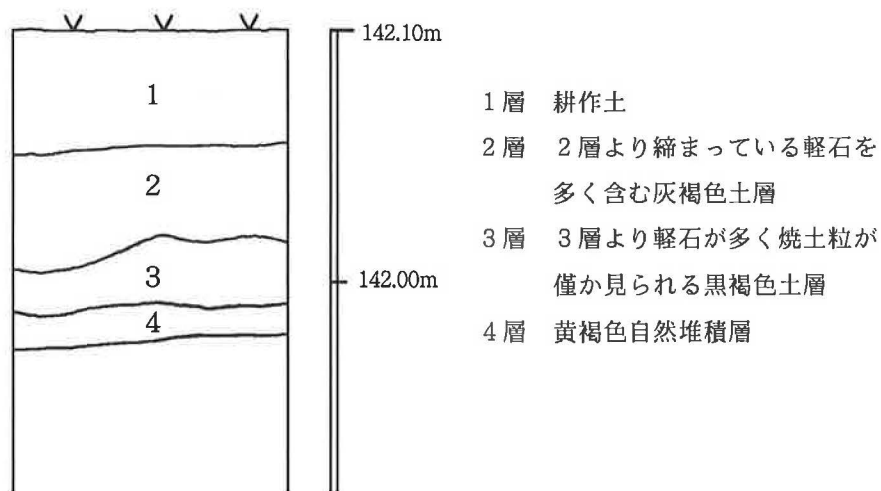 142.10m
1
2
3
4
142.00m
1層　耕作土
2層　2層より締まっている軽石を
多く含む灰褐色土層
3層　3層より軽石が多く焼土粒が
僅か見られる黒褐色土層
4層　黄褐色自然堆積層